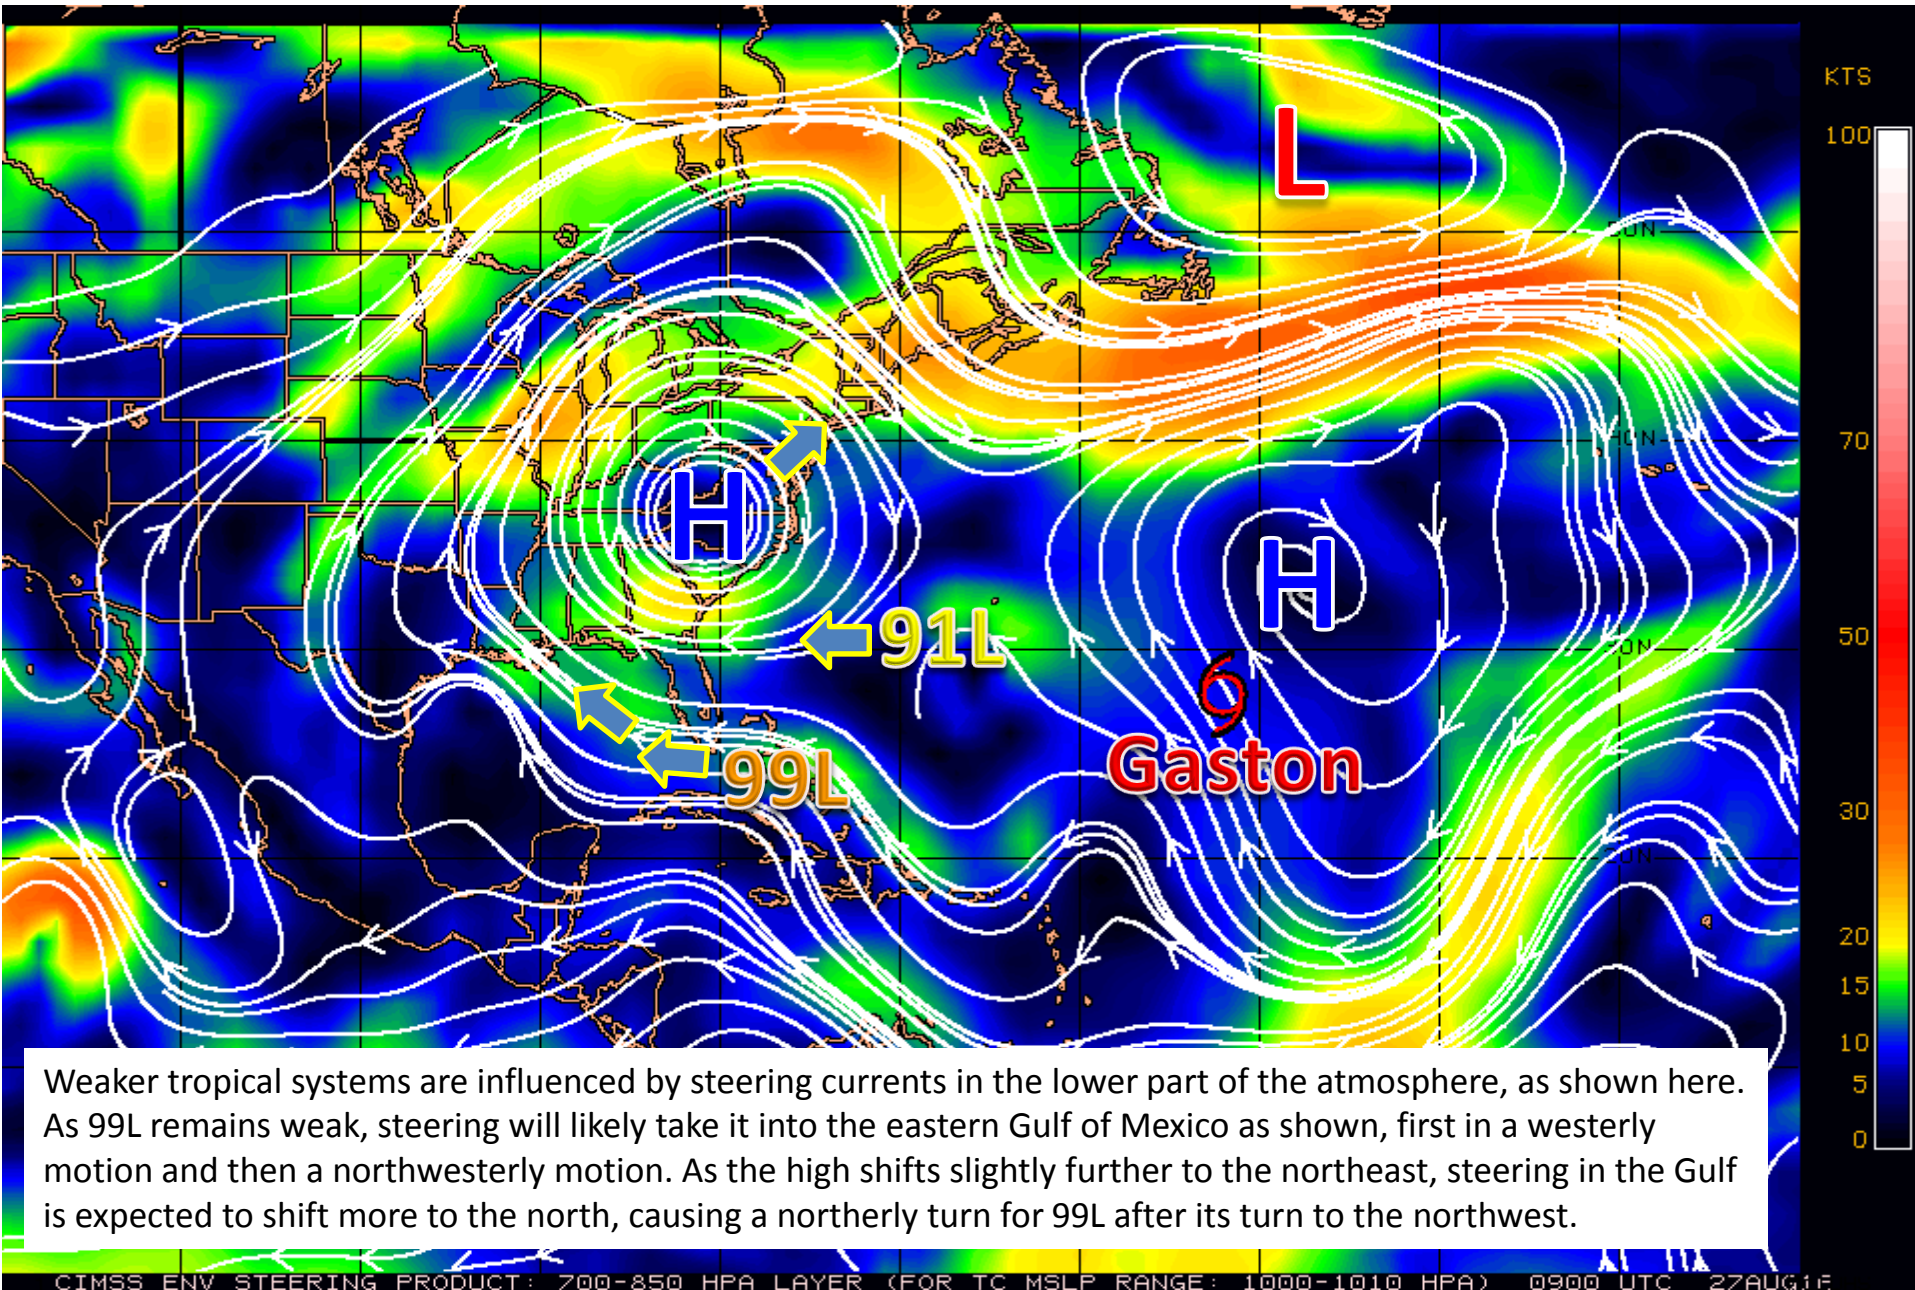 KTS
100
L
50N
H
40N
70
H
91L
30N
50
Gaston
99L
30
20N
20
15
10
5
0
Weaker tropical systems are influenced by steering currents in the lower part of the atmosphere, as shown here.
As 99L remains weak, steering will likely take it into the eastern Gulf of Mexico as shown, first in a westerly
motion and then a northwesterly motion. As the high shifts slightly further to the northeast, steering in the Gulf
is expected to shift more to the north, causing a northerly turn for 99L after its turn to the northwest.
CIMSS ENV STEERING PRODUCT: 700-850 HPA LAYER (FOR TC MSLP RANGE: 1000-1010 HPA) 0900 UTC